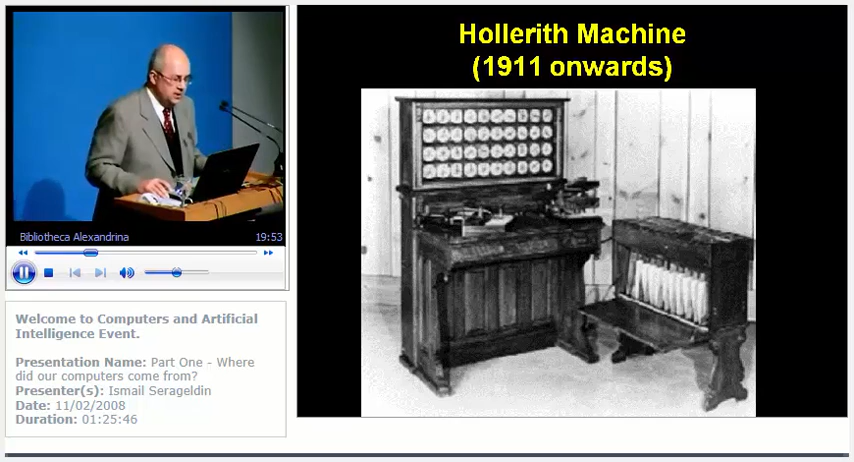 Hollerith Machine
(1911 onwards)
Bibliotheca Alexandrina 19:53
Welcome to Computers and Artificial
Intelligence Event.
Presentation Name: Part One - Where
did our computers come from?
Presenter(s): Ismail Serageldin
Date: 11/02/2008
Duration: 01:25:46